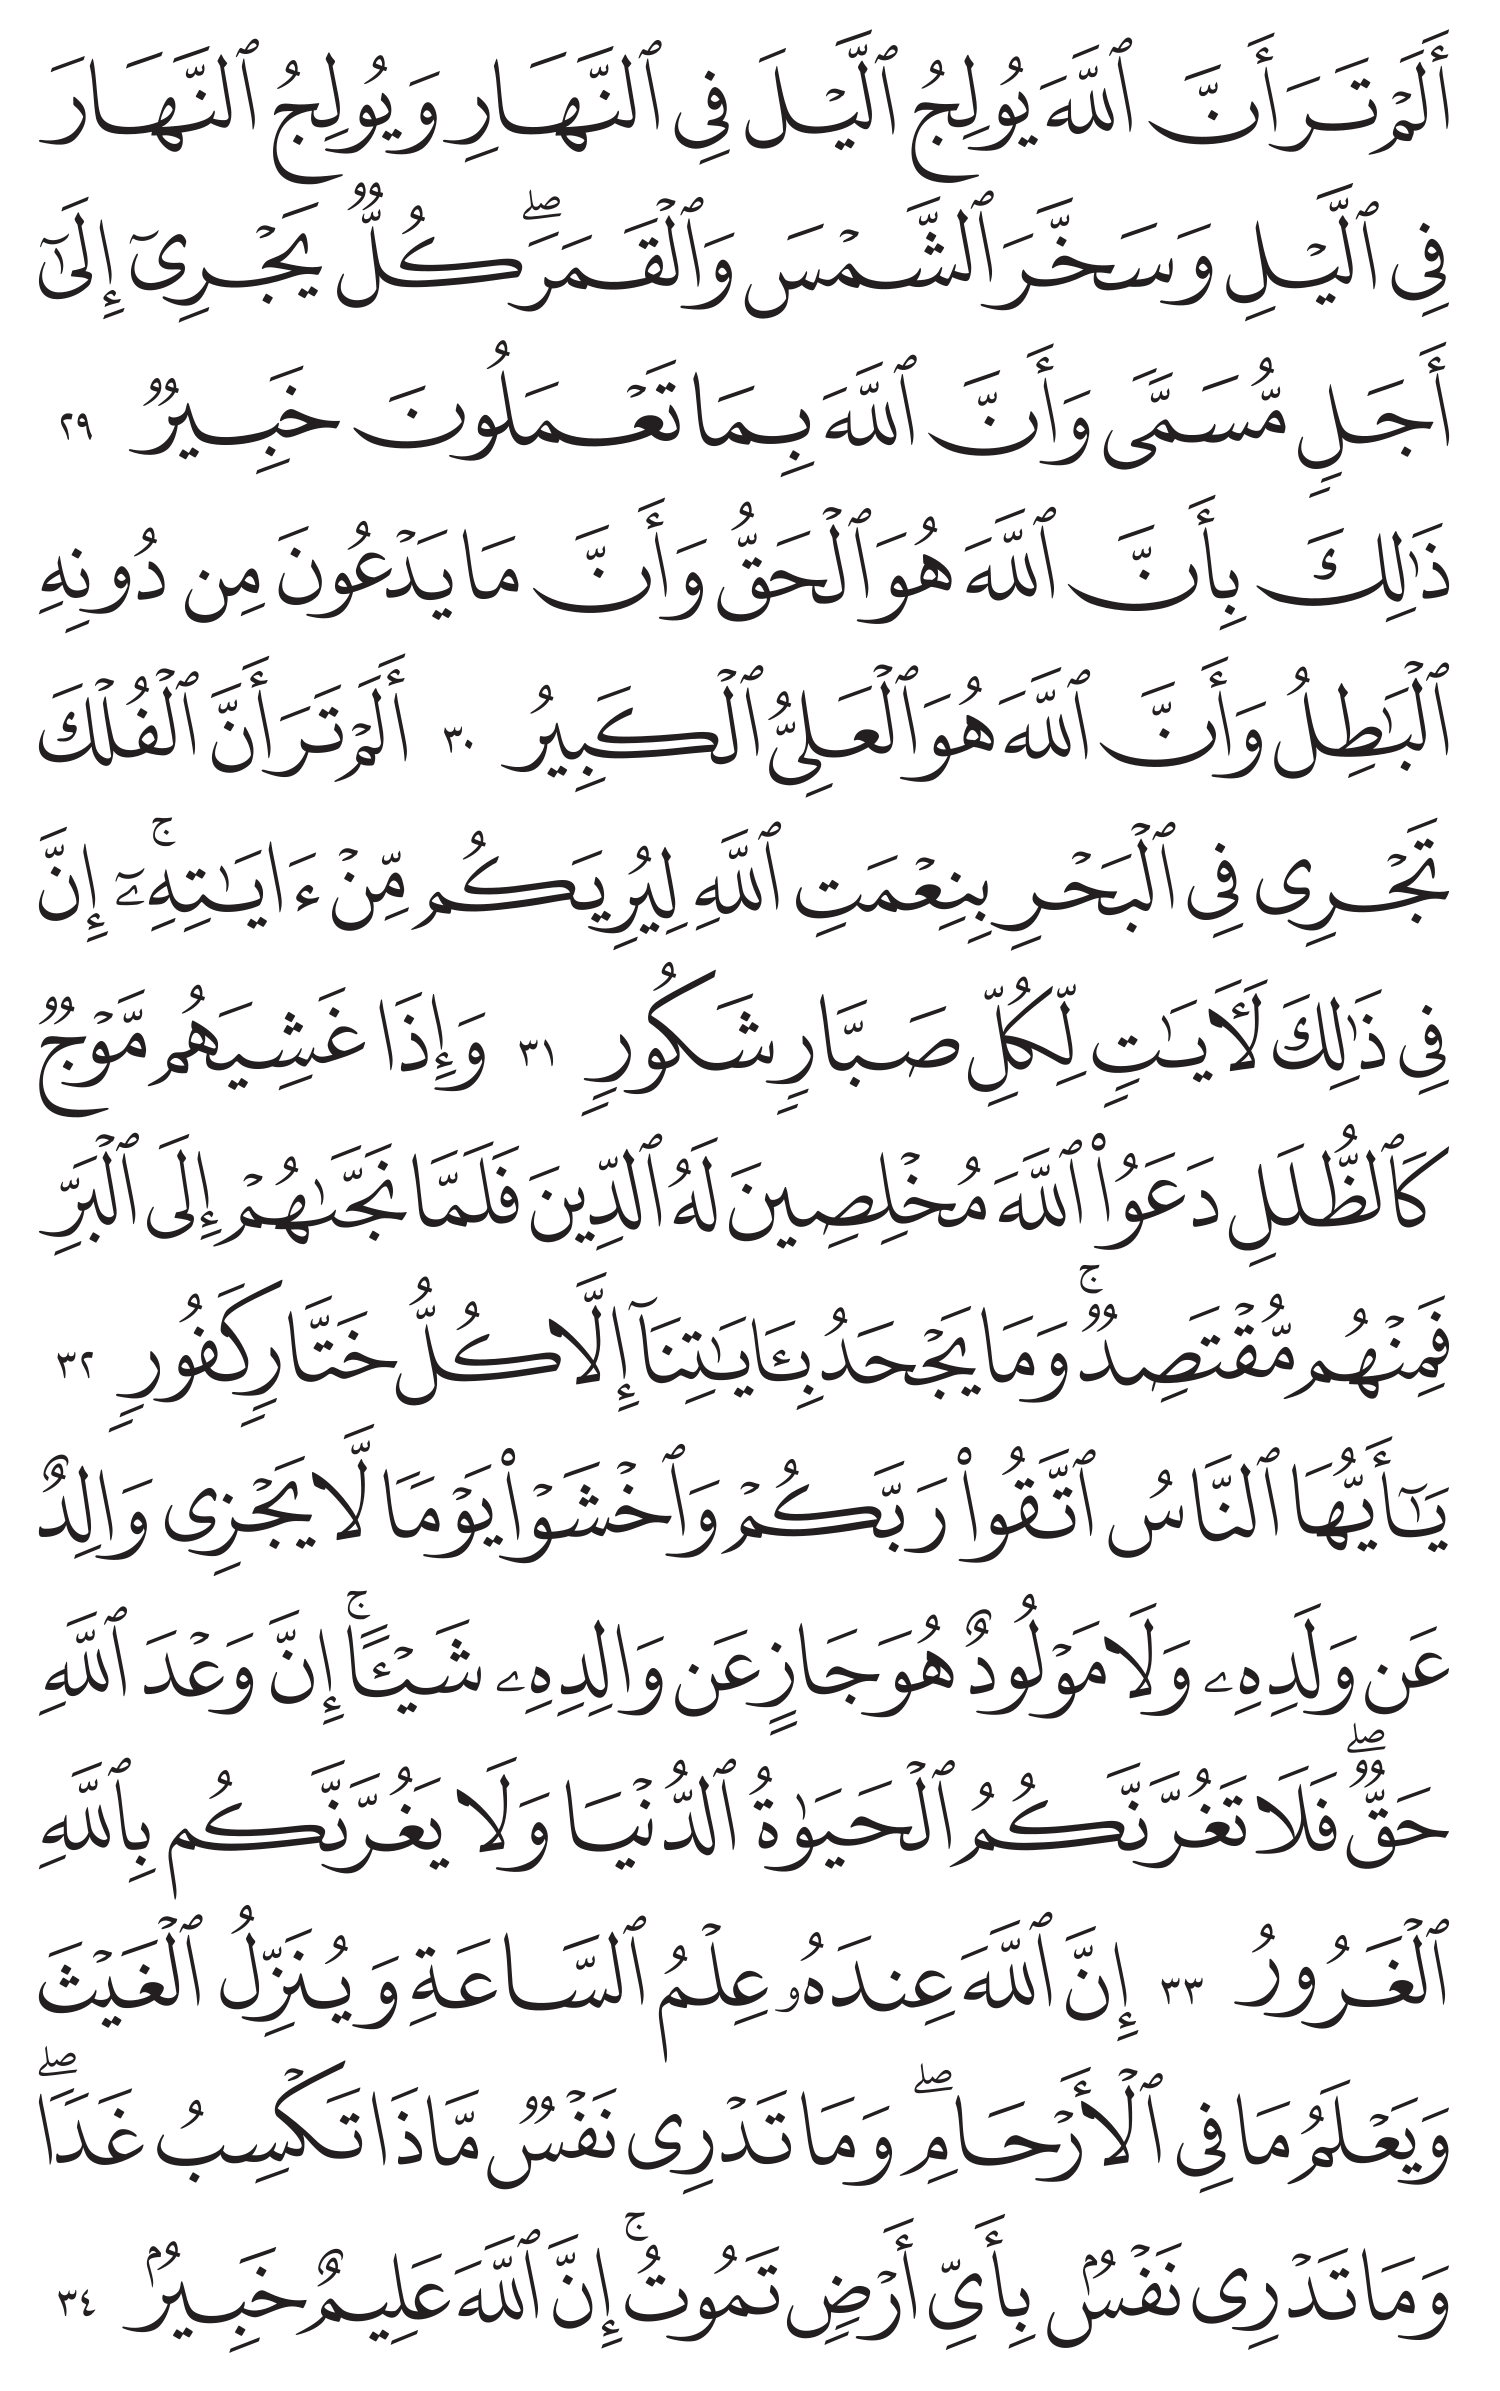 أَلَمۡ تَرَ أَنَّ ٱللَّهَ يُولِجُ ٱلَّيۡلَ فِي ٱلنَّهَارِ وَيُولِجُ ٱلنَّهَارَ
فِي ٱلَّيۡلِ وَسَخَّرَ ٱلشَّمۡسَ وَٱلۡقَمَرَۖ كُلّٞ يَجۡرِيٓ إِلَىٰٓ
أَجَلٖ مُّسَمّٗى وَأَنَّ ٱللَّهَ بِمَا تَعۡمَلُونَ خَبِيرٞ ٢٩
ذَٰلِكَ بِأَنَّ ٱللَّهَ هُوَ ٱلۡحَقُّ وَأَنَّ مَا يَدۡعُونَ مِن دُونِهِ
ٱلۡبَٰطِلُ وَأَنَّ ٱللَّهَ هُوَ ٱلۡعَلِيُّ ٱلۡكَبِيرُ ٣٠ أَلَمۡ تَرَ أَنَّ ٱلۡفُلۡكَ
تَجۡرِي فِي ٱلۡبَحۡرِ بِنِعۡمَتِ ٱللَّهِ لِيُرِيَكُم مِّنۡ ءَايَٰتِهِۦٓۚ إِنَّ
فِي ذَٰلِكَ لَأٓيَٰتٖ لِّكُلِّ صَبَّارٖ شَكُورٖ ٣١ وَإِذَا غَشِيَهُم مَّوۡجٞ
كَٱلظُّلَلِ دَعَوُاْ ٱللَّهَ مُخۡلِصِينَ لَهُ ٱلدِّينَ فَلَمَّا نَجَّىٰهُمۡ إِلَى ٱلۡبَرِّ
فَمِنۡهُم مُّقۡتَصِدٞۚ وَمَا يَجۡحَدُ بِـَٔايَٰتِنَآ إِلَّا كُلُّ خَتَّارٖ كَفُورٖ ٣٢
يَٰٓأَيُّهَا ٱلنَّاسُ ٱتَّقُواْ رَبَّكُمۡ وَٱخۡشَوۡاْ يَوۡمٗا لَّا يَجۡزِي وَالِدٌ
عَن وَلَدِهِۦ وَلَا مَوۡلُودٌ هُوَ جَازٍ عَن وَالِدِهِۦ شَيۡـًٔاۚ إِنَّ وَعۡدَ ٱللَّهِ
حَقّٞۖ فَلَا تَغُرَّنَّكُمُ ٱلۡحَيَوٰةُ ٱلدُّنۡيَا وَلَا يَغُرَّنَّكُم بِٱللَّهِ
ٱلۡغَرُورُ ٣٣ إِنَّ ٱللَّهَ عِندَهُۥ عِلۡمُ ٱلسَّاعَةِ وَيُنَزِّلُ ٱلۡغَيۡثَ
وَيَعۡلَمُ مَا فِي ٱلۡأَرۡحَامِۖ وَمَا تَدۡرِي نَفۡسٞ مَّاذَا تَكۡسِبُ غَدٗاۖ
وَمَا تَدۡرِي نَفۡسُۢ بِأَيِّ أَرۡضٖ تَمُوتُۚ إِنَّ ٱللَّهَ عَلِيمٌ خَبِيرُۢ ٣٤